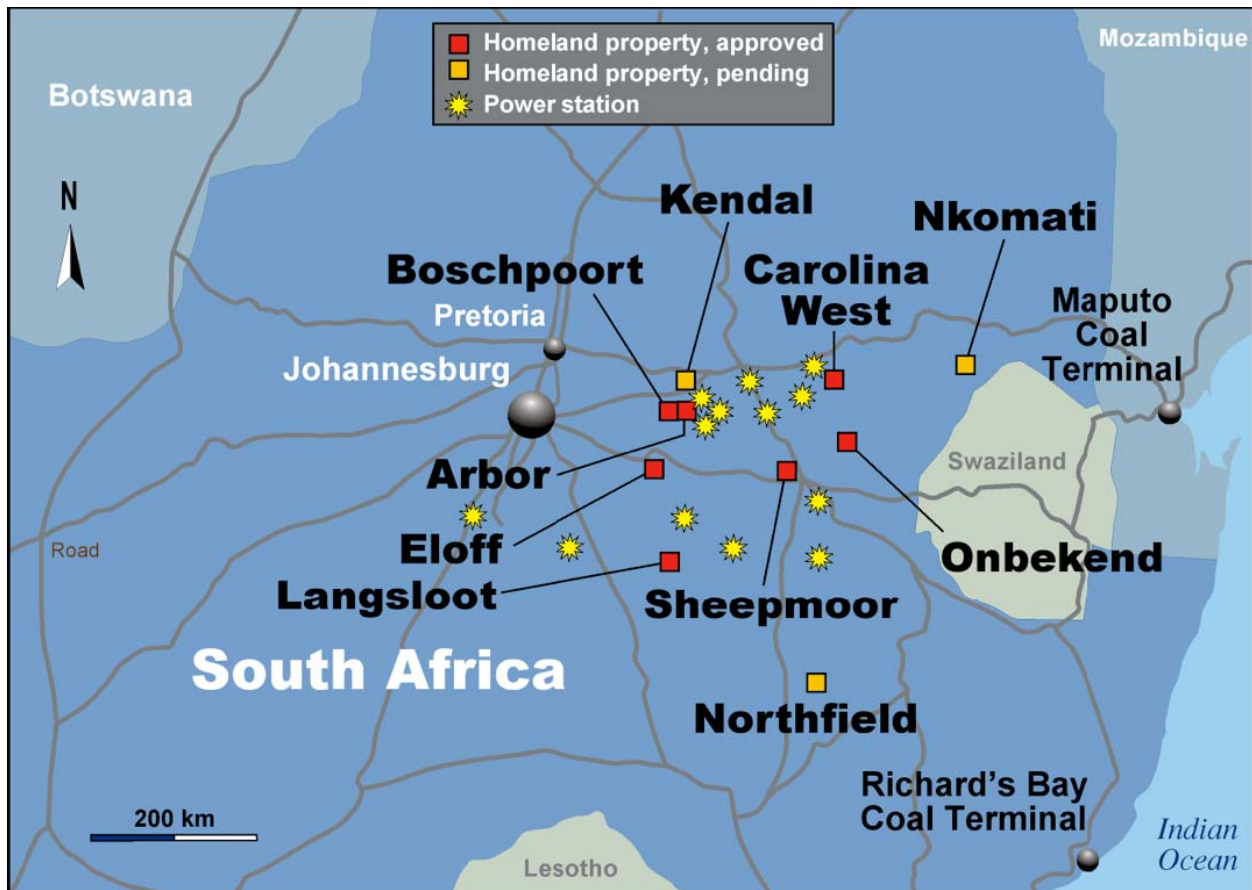 Homeland property, approved
Homeland property, pending
Power station
Mozambique
Botswana
N
Kendal
Nkomati
Boschpoort
Carolina
West
Maputo
Coal
Terminal
Pretoria
Johannesburg
Arbor
Swaziland
Eloff
Road
Onbekend
Langsloot
Sheepmoor
South Africa
Northfield
Richard's Bay
Coal Terminal
200 km
Indian
Ocean
Lesotho